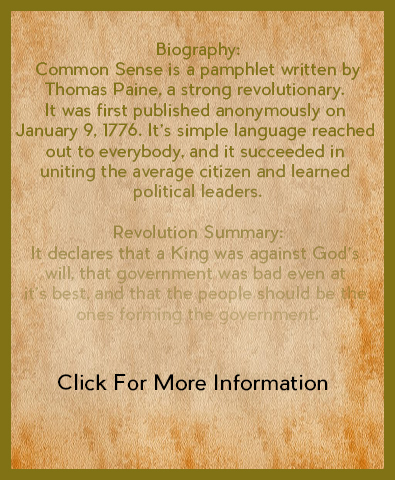 Biography:
Common Sense is a pamphlet written by
Thomas Paine, a strong revolutionary.
It was first published anonymously on
January 9, 1776. It's simple language reached
out to everybody, and it succeeded in
uniting the average citizen and learned
political leaders.
Revolution Summary:
It declares that a King was against God's
will, that government was bad even at
it's best, and that the people should be the
ones forming the government.
Click For More Information